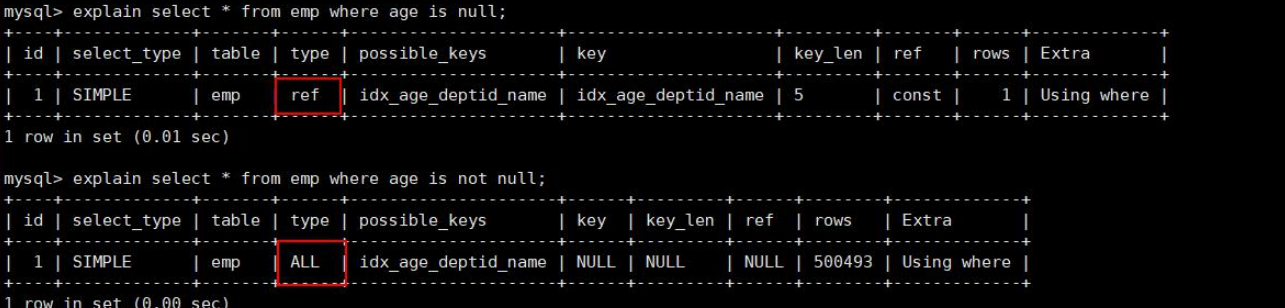 mysql> explain select * from emp where age is null;
+----+-------------+-------+------+----------------------+----------------------+---------+-------+------+-------------+
| id | select_type | table | type | possible_keys | key | key_len | ref | rows | Extra |
+----+-------------+-------+------+----------------------+----------------------+---------+-------+------+-------------+
| 1 | SIMPLE | emp | ref | idx_age_deptid_name | idx_age_deptid_name | 5 | const | 1 | Using where |
+----+-------------+-------+------+----------------------+----------------------+---------+-------+------+-------------+
1 row in set (0.01 sec)
mysql> explain select * from emp where age is not null;
+----+-------------+-------+------+----------------------+------+---------+------+--------+-------------+
| id | select_type | table | type | possible_keys | key | key_len | ref | rows | Extra |
+----+-------------+-------+------+----------------------+------+---------+------+--------+-------------+
| 1 | SIMPLE | emp | ALL | idx_age_deptid_name | NULL | NULL | NULL | 500493 | Using where |
+----+-------------+-------+------+----------------------+------+---------+------+--------+-------------+
1 row in set (0.00 sec)